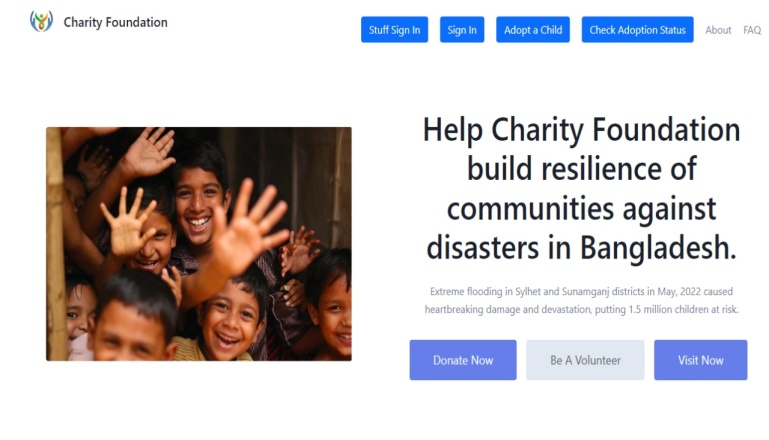 Charity Foundation
Stuff Sign In
Sign In
Adopt a Child
Check Adoption Status
About
FAQ
Help Charity Foundation
build resilience of
communities against
disasters in Bangladesh.
Extreme flooding in Sylhet and Sunamganj districts in May, 2022 caused
heartbreaking damage and devastation, putting 1.5 million children at risk.
Donate Now
Be A Volunteer
Visit Now